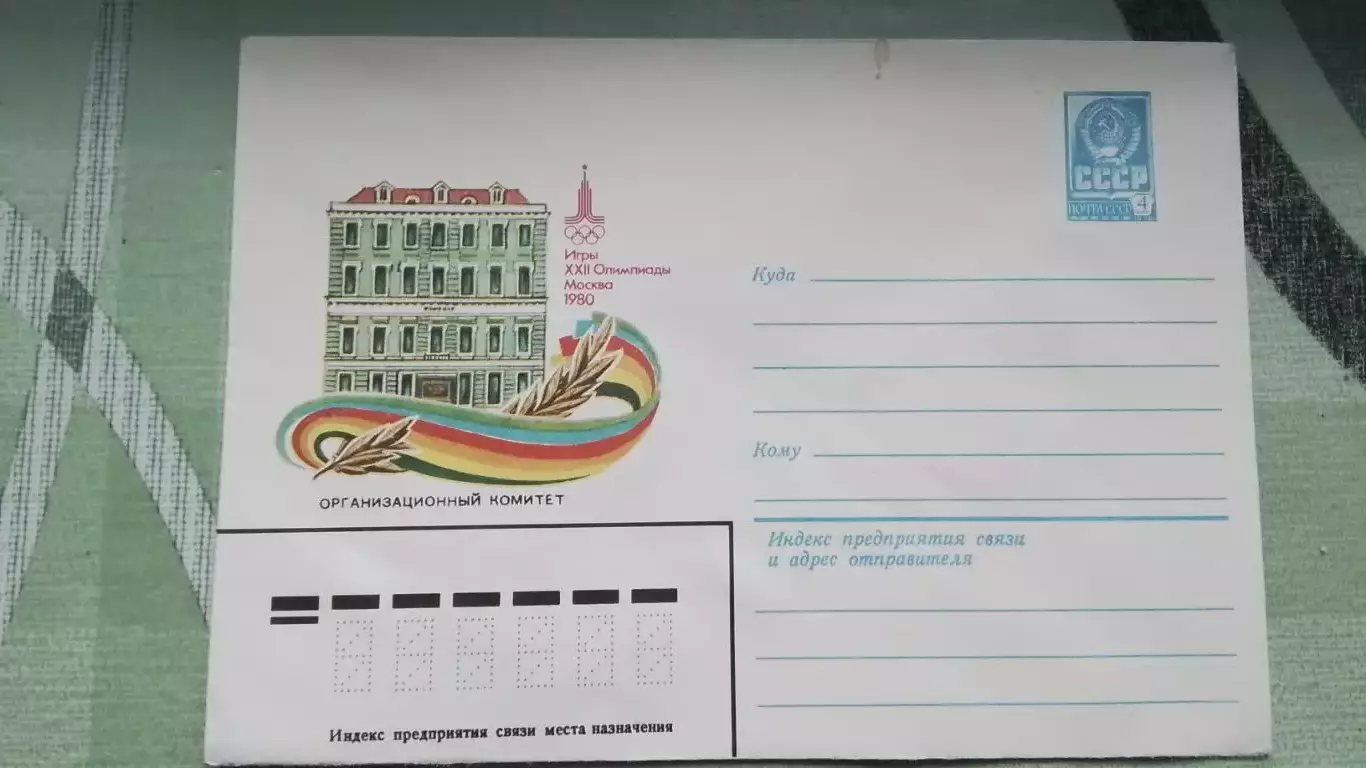 СССР
ПОЧТА СССР 4
Игры
XXII Олимпиады
Москва
1980
Куда
Кому
ОРГАНИЗАЦИОННЫЙ КОМИТЕТ
Индекс предприятия связи
и адрес отправителя
Индекс предприятия связи места назначения